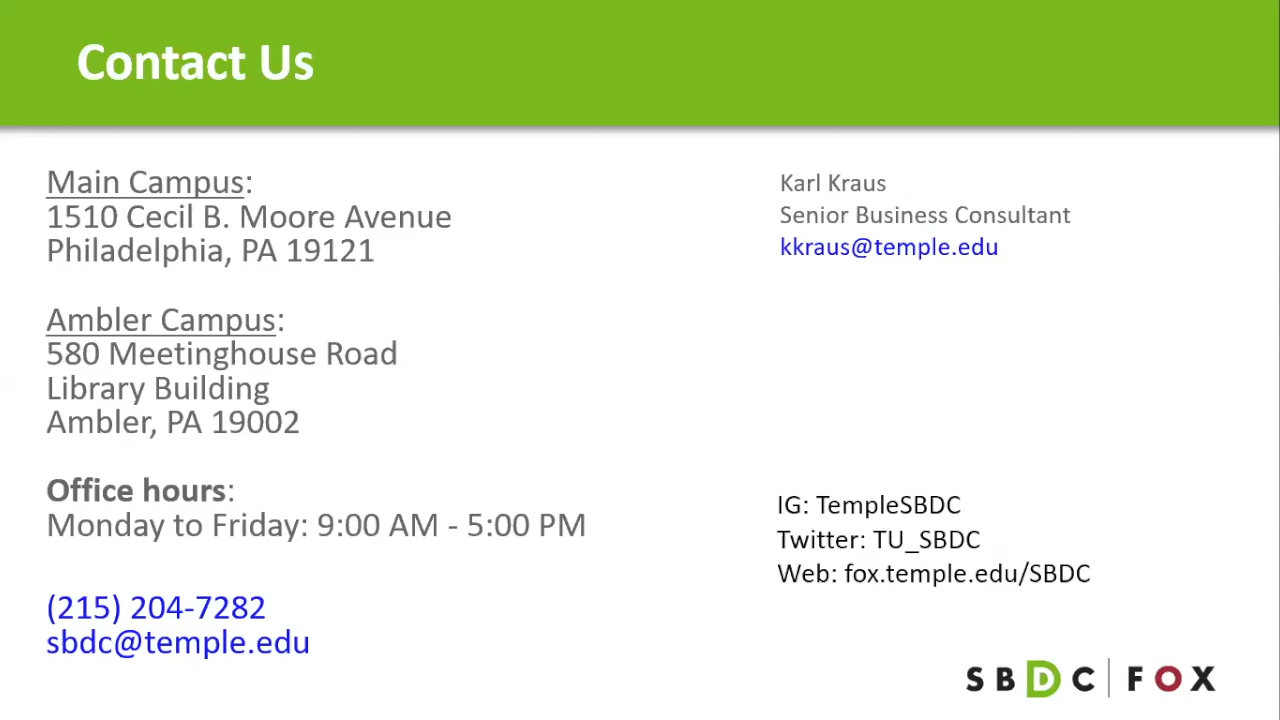 Contact Us
Main Campus:
1510 Cecil B. Moore Avenue
Philadelphia, PA 19121
Ambler Campus:
580 Meetinghouse Road
Library Building
Ambler, PA 19002
Office hours:
Monday to Friday: 9:00 AM - 5:00 PM
(215) 204-7282
sbdc@temple.edu
Karl Kraus
Senior Business Consultant
kkraus@temple.edu
IG: TempleSBDC
Twitter: TU_SBDC
Web: fox.temple.edu/SBDC
SBDC | FOX